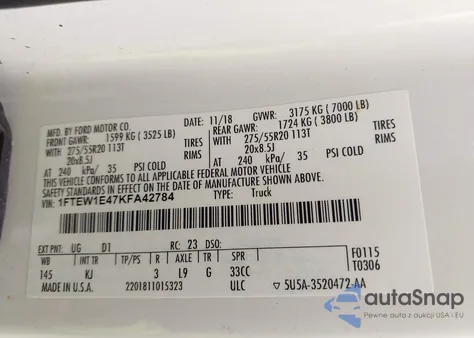 MFD. BY FORD MOTOR CO.
DATE: 11/18 GVWR: 3175 KG ( 7000 LB)
FRONT GAWR: 1599 KG ( 3525 LB) REAR GAWR: 1724 KG ( 3800 LB)
WITH 275/55R20 113T TIRES WITH 275/55R20 113T TIRES
20x8.5J RIMS 20x8.5J RIMS
AT 240 kPa/ 35 PSI COLD AT 240 kPa/ 35 PSI COLD
THIS VEHICLE CONFORMS TO ALL APPLICABLE FEDERAL MOTOR VEHICLE
SAFETY STANDARDS IN EFFECT ON THE DATE OF MANUFACTURE SHOWN ABOVE.
VIN: 1FTEW1E47KFA42784 TYPE: Truck
EXT PNT: UG D1 RC: 23 DSO: F0115
WB INT TR TP/PS R AXLE TR SPR T0306
145 KJ 3 L9 G 33CC
MADE IN U.S.A. 2201811015323 ULC ▽ 5U5A-3520472-AA
autoSnap
Pewne auta z aukcji USA i EU